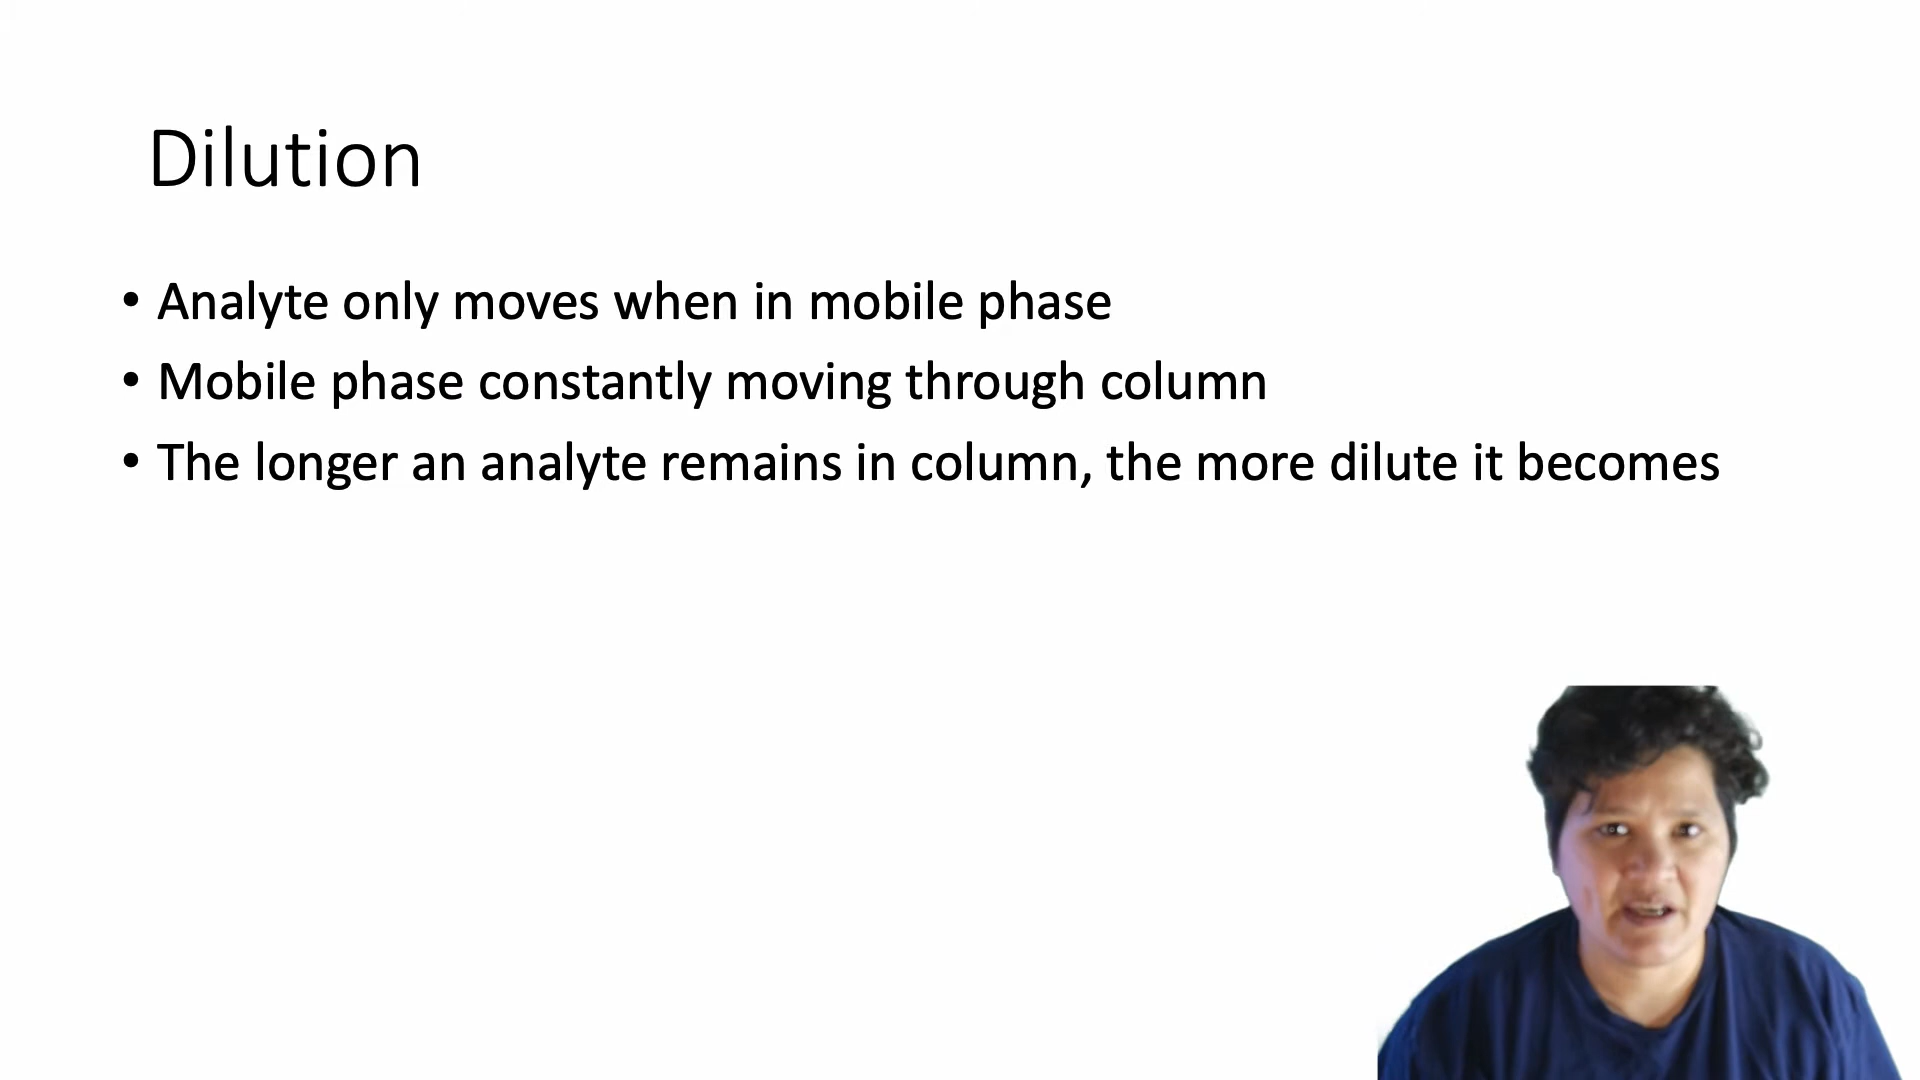 Dilution
• Analyte only moves when in mobile phase
• Mobile phase constantly moving through column
• The longer an analyte remains in column, the more dilute it becomes